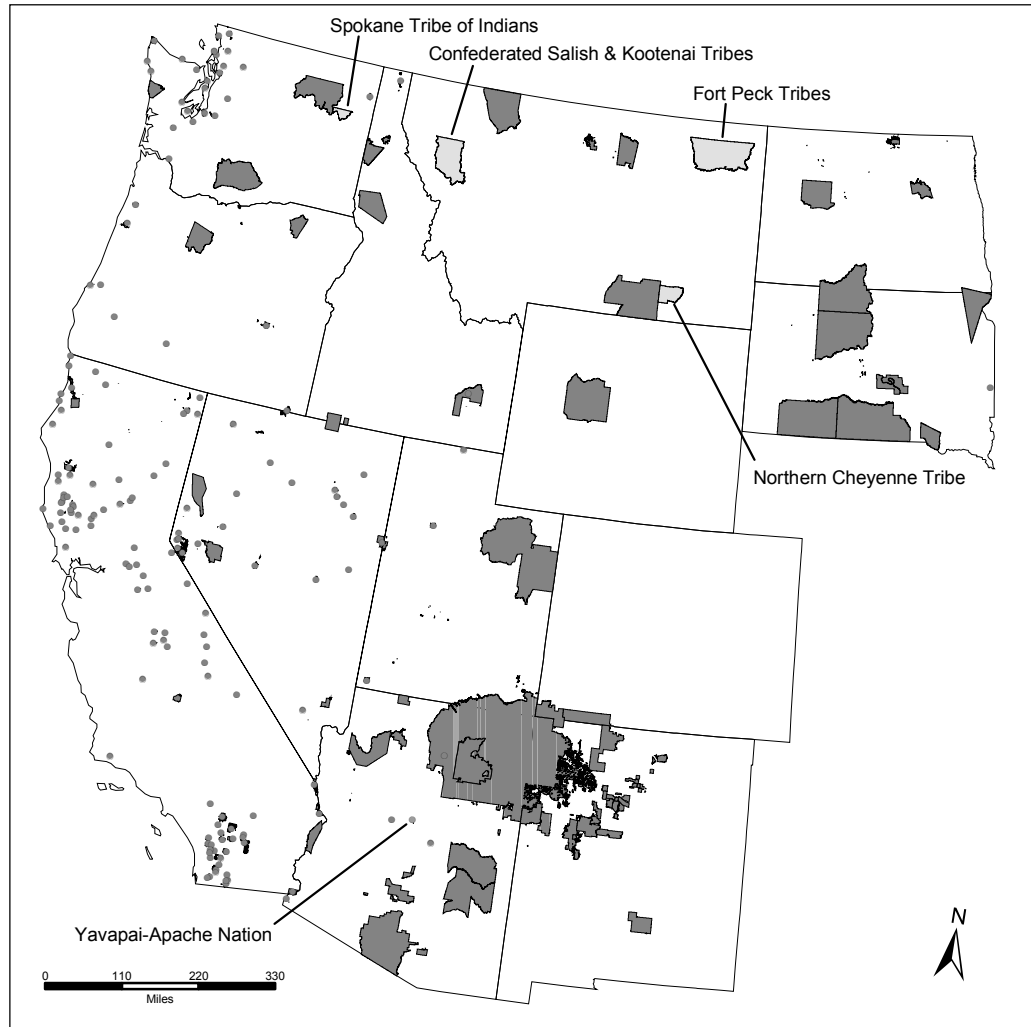 Spokane Tribe of Indians
Confederated Salish & Kootenai Tribes
Fort Peck Tribes
Northern Cheyenne Tribe
Yavapai-Apache Nation
N
0 110 220 330
Miles